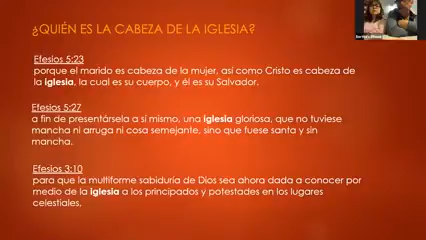 ¿QUIÉN ES LA CABEZA DE LA IGLESIA?
Efesios 5:23
porque el marido es cabeza de la mujer, así como Cristo es cabeza de
la iglesia, la cual es su cuerpo, y él es su Salvador.
Efesios 5:27
a fin de presentársela a sí mismo, una iglesia gloriosa, que no tuviese
mancha ni arruga ni cosa semejante, sino que fuese santa y sin
mancha.
Efesios 3:10
para que la multiforme sabiduría de Dios sea ahora dada a conocer por
medio de la iglesia a los principados y potestades en los lugares
celestiales,